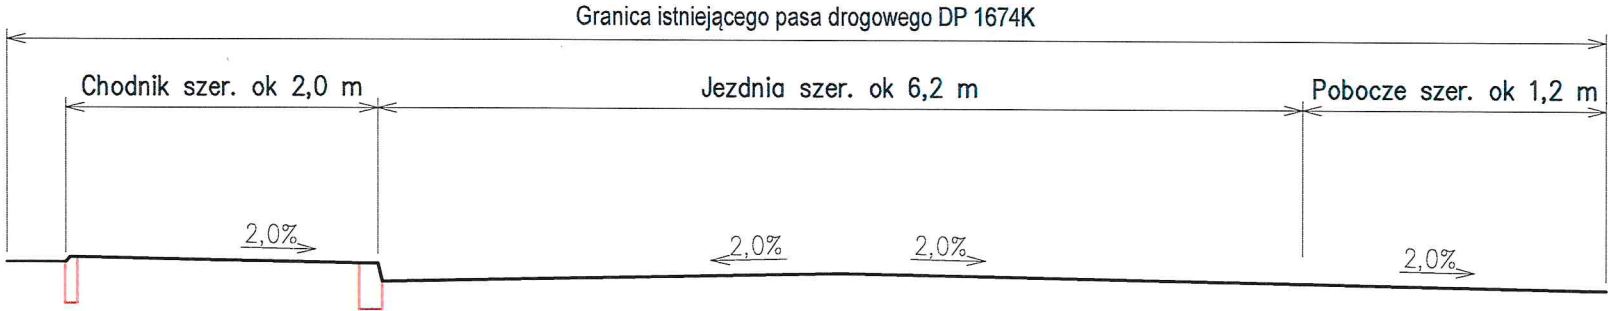 Granica istniejącego pasa drogowego DP 1674K
Chodnik szer. ok 2,0 m
Jezdnia szer. ok 6,2 m
Pobocze szer. ok 1,2 m
2,0%
2,0%
2,0%
2,0%